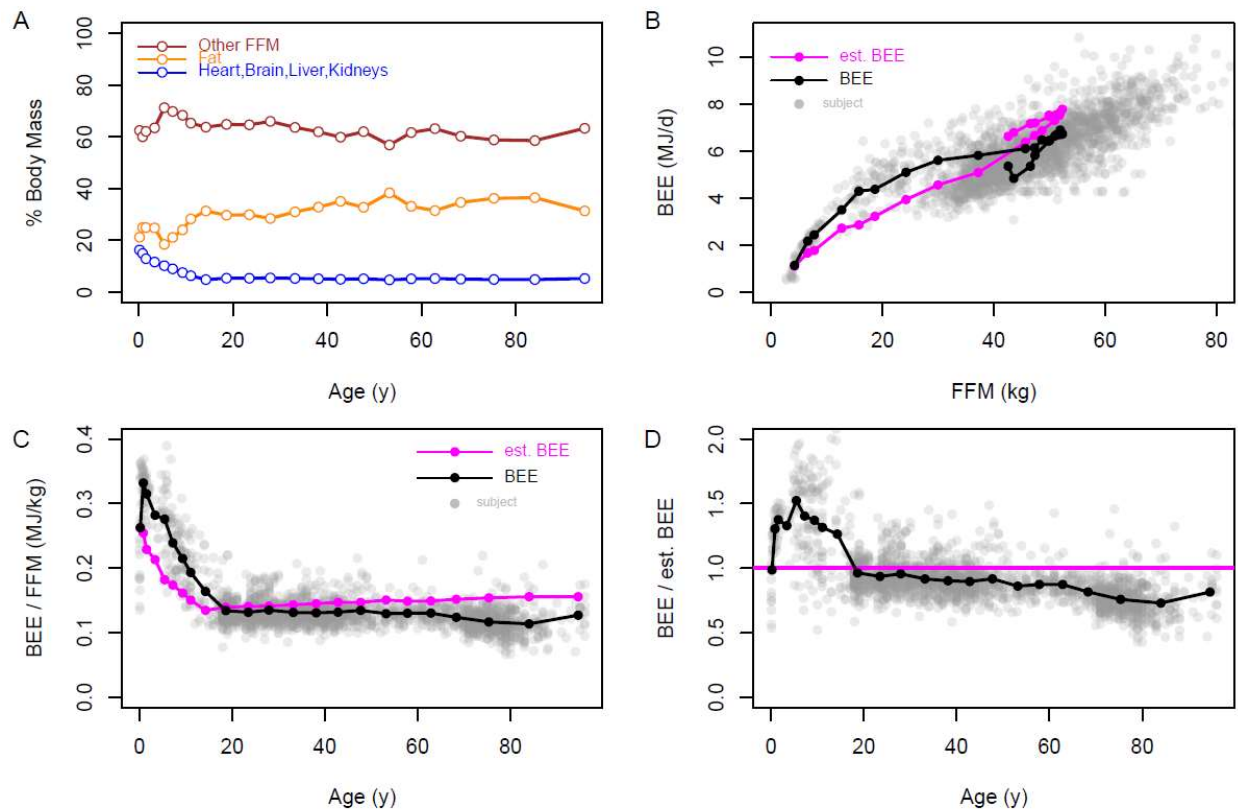 A
100
80
60
40
20
0
% Body Mass
Other FFM
Fat
Heart,Brain,Liver,Kidneys
0 20 40 60 80
Age (y)
B
10
8
6
4
2
0
BEE (MJ/d)
est. BEE
BEE
subject
0 20 40 60 80
FFM (kg)
C
0.4
0.3
0.2
0.1
0.0
BEE / FFM (MJ/kg)
est. BEE
BEE
subject
0 20 40 60 80
Age (y)
D
2.0
1.5
1.0
0.5
0.0
BEE / est. BEE
0 20 40 60 80
Age (y)